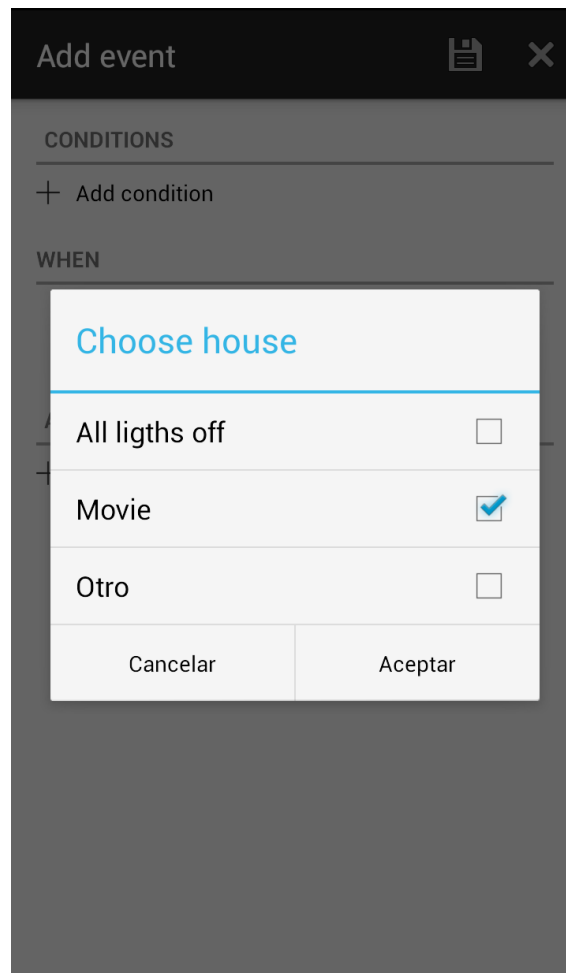 Add event
CONDITIONS
Add condition
WHEN
Choose house
All ligths off
Movie
Otro
Cancelar
Aceptar